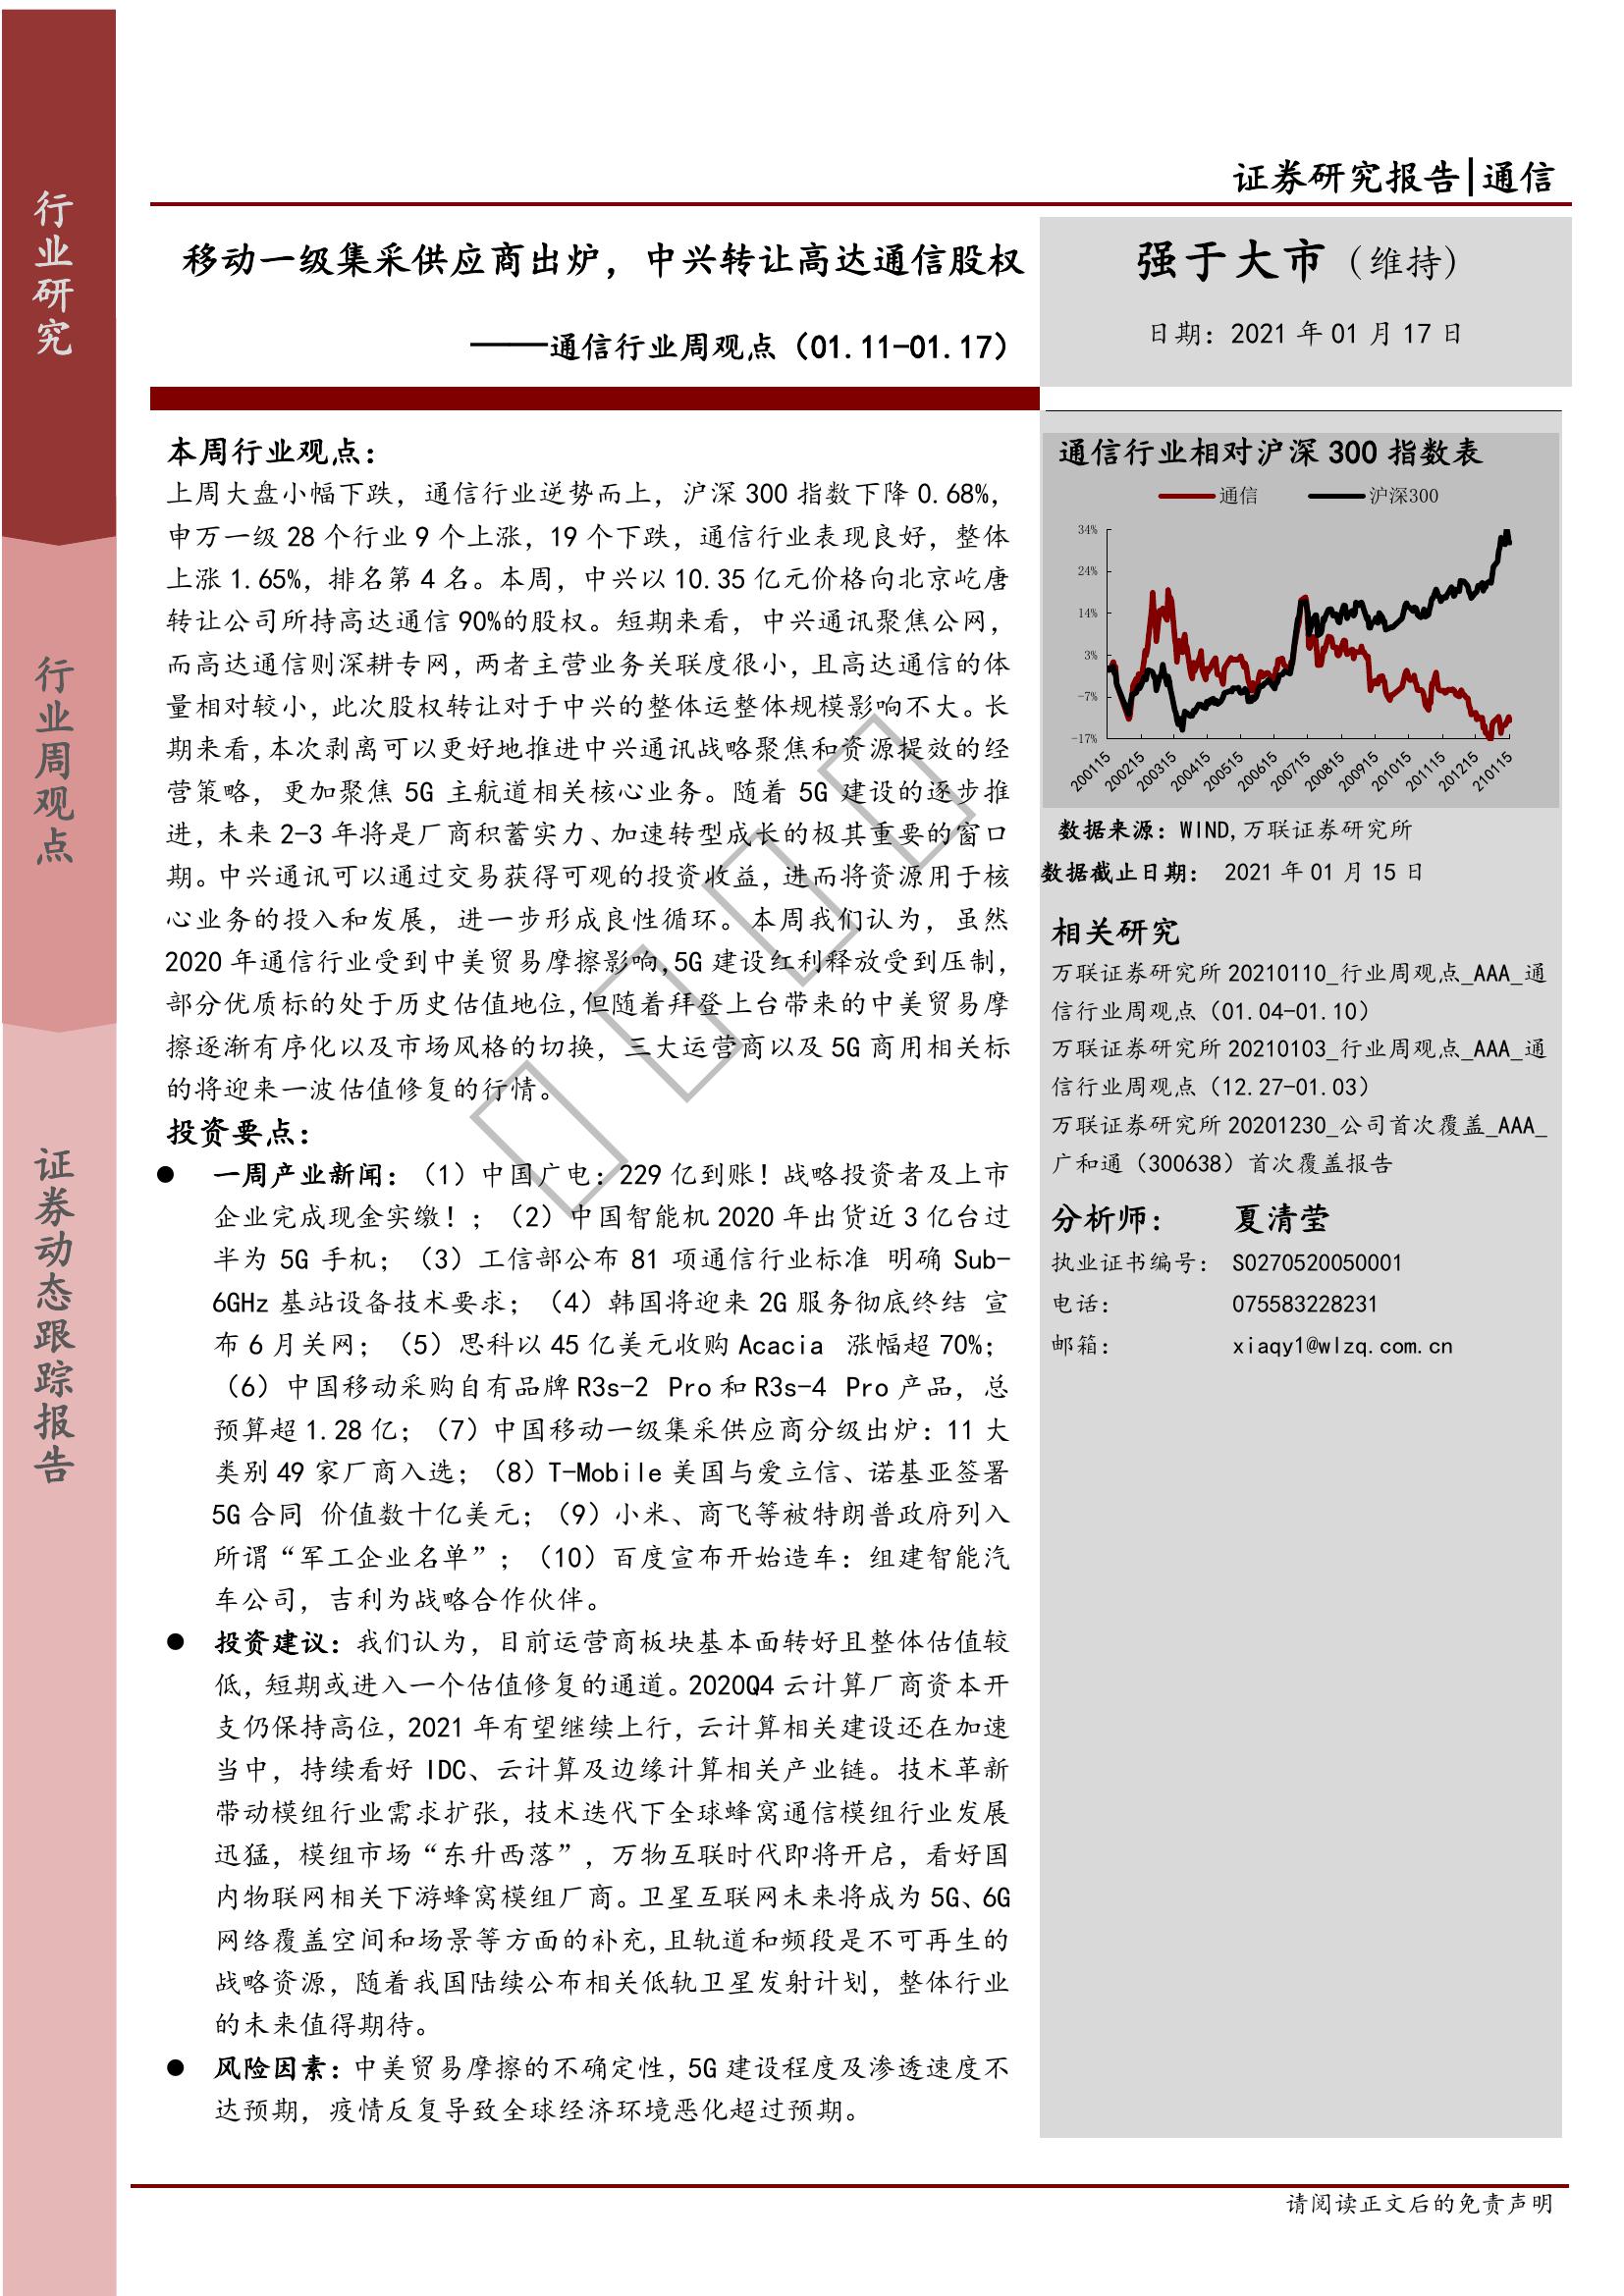 行业研究
行业周观点
证券动态跟踪报告
证券研究报告|通信
移动一级集采供应商出炉，中兴转让高达通信股权
——通信行业周观点（01.11-01.17）
强于大市（维持）
日期：2021 年 01 月 17 日
本周行业观点：
上周大盘小幅下跌，通信行业逆势而上，沪深 300 指数下降 0.68%，
申万一级 28 个行业 9 个上涨，19 个下跌，通信行业表现良好，整体
上涨 1.65%，排名第 4 名。本周，中兴以 10.35 亿元价格向北京屹唐
转让公司所持高达通信 90%的股权。短期来看，中兴通讯聚焦公网，
而高达通信则深耕专网，两者主营业务关联度很小，且高达通信的体
量相对较小，此次股权转让对于中兴的整体运整体规模影响不大。长
期来看，本次剥离可以更好地推进中兴通讯战略聚焦和资源提效的经
营策略，更加聚焦 5G 主航道相关核心业务。随着 5G 建设的逐步推
进，未来 2-3 年将是厂商积蓄实力、加速转型成长的极其重要的窗口
期。中兴通讯可以通过交易获得可观的投资收益，进而将资源用于核
心业务的投入和发展，进一步形成良性循环。本周我们认为，虽然
2020 年通信行业受到中美贸易摩擦影响，5G 建设红利释放受到压制，
部分优质标的处于历史估值地位，但随着拜登上台带来的中美贸易摩
擦逐渐有序化以及市场风格的切换，三大运营商以及 5G 商用相关标
的将迎来一波估值修复的行情。
投资要点：
● 一周产业新闻：（1）中国广电：229 亿到账！战略投资者及上市
企业完成现金实缴！；（2）中国智能机 2020 年出货近 3 亿台过
半为 5G 手机；（3）工信部公布 81 项通信行业标准 明确 Sub-
6GHz 基站设备技术要求；（4）韩国将迎来 2G 服务彻底终结 宣
布 6 月关网；（5）思科以 45 亿美元收购 Acacia 涨幅超 70%；
（6）中国移动采购自有品牌 R3s-2 Pro 和 R3s-4 Pro 产品，总
预算超 1.28 亿；（7）中国移动一级集采供应商分级出炉：11 大
类别 49 家厂商入选；（8）T-Mobile 美国与爱立信、诺基亚签署
5G 合同 价值数十亿美元；（9）小米、商飞等被特朗普政府列入
所谓“军工企业名单”；（10）百度宣布开始造车：组建智能汽
车公司，吉利为战略合作伙伴。
● 投资建议：我们认为，目前运营商板块基本面转好且整体估值较
低，短期或进入一个估值修复的通道。2020Q4 云计算厂商资本开
支仍保持高位，2021 年有望继续上行，云计算相关建设还在加速
当中，持续看好 IDC、云计算及边缘计算相关产业链。技术革新
带动模组行业需求扩张，技术迭代下全球蜂窝通信模组行业发展
迅猛，模组市场“东升西落”，万物互联时代即将开启，看好国
内物联网相关下游蜂窝模组厂商。卫星互联网未来将成为 5G、6G
网络覆盖空间和场景等方面的补充，且轨道和频段是不可再生的
战略资源，随着我国陆续公布相关低轨卫星发射计划，整体行业
的未来值得期待。
● 风险因素：中美贸易摩擦的不确定性，5G 建设程度及渗透速度不
达预期，疫情反复导致全球经济环境恶化超过预期。
通信行业相对沪深 300 指数表
通信 沪深300
34%
24%
14%
3%
-7%
-17%
200115 200215 200315 200415 200515 200615 200715 200815 200915 201015 201115 201215 210115
数据来源：WIND,万联证券研究所
数据截止日期： 2021 年 01 月 15 日
相关研究
万联证券研究所 20210110_行业周观点_AAA_通
信行业周观点（01.04-01.10）
万联证券研究所 20210103_行业周观点_AAA_通
信行业周观点（12.27-01.03）
万联证券研究所 20201230_公司首次覆盖_AAA_
广和通（300638）首次覆盖报告
分析师： 夏清莹
执业证书编号： S0270520050001
电话： 075583228231
邮箱： xiaqy1@wlzq.com.cn
请阅读正文后的免责声明